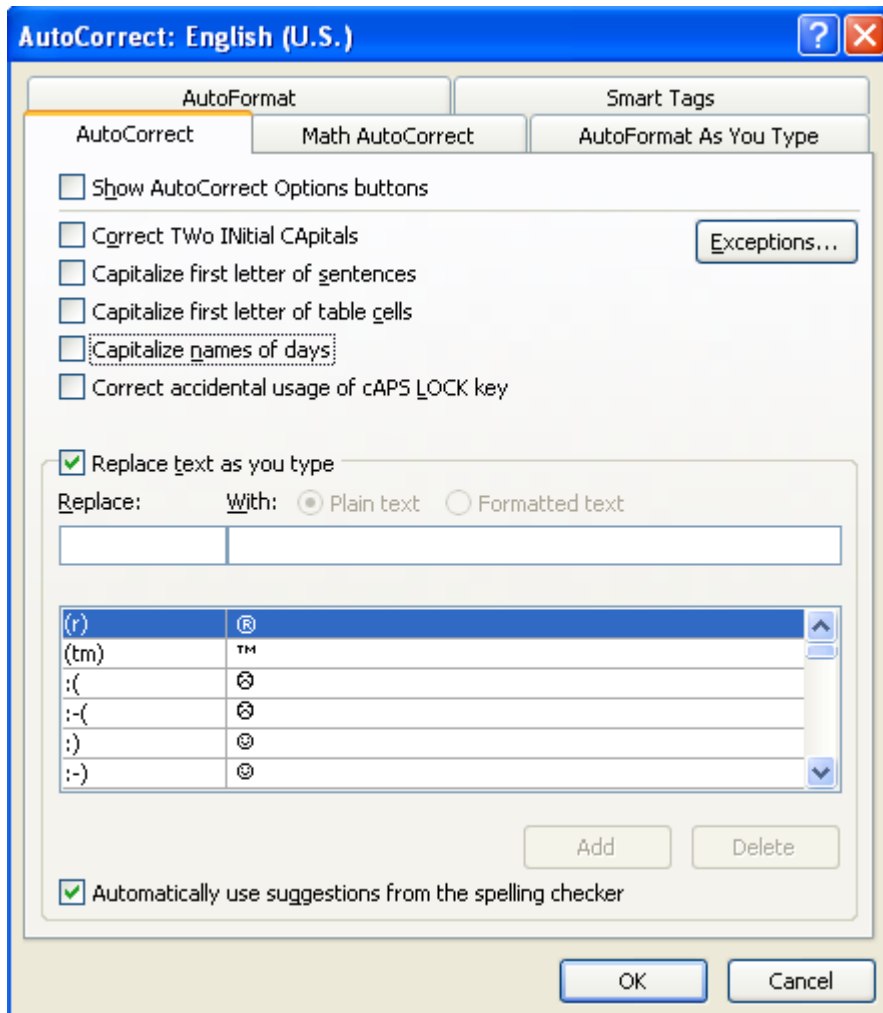 AutoCorrect: English (U.S.)
AutoFormat Smart Tags
AutoCorrect Math AutoCorrect AutoFormat As You Type
Show AutoCorrect Options buttons
Correct TWo INitial CApitals Exceptions...
Capitalize first letter of sentences
Capitalize first letter of table cells
Capitalize names of days
Correct accidental usage of cAPS LOCK key
Replace text as you type
Replace: With: Plain text Formatted text
(r) ®
(tm) ™
:( ☹
:-( ☹
:) ☺
:-) ☺
Add Delete
Automatically use suggestions from the spelling checker
OK Cancel